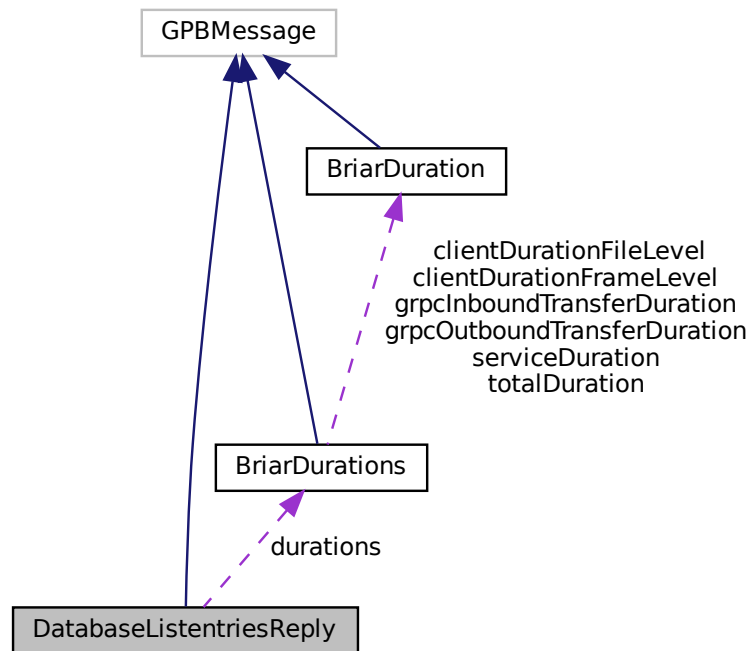 GPBMessage
BriarDuration
clientDurationFileLevel
clientDurationFrameLevel
grpcInboundTransferDuration
grpcOutboundTransferDuration
serviceDuration
totalDuration
BriarDurations
durations
DatabaseListentriesReply